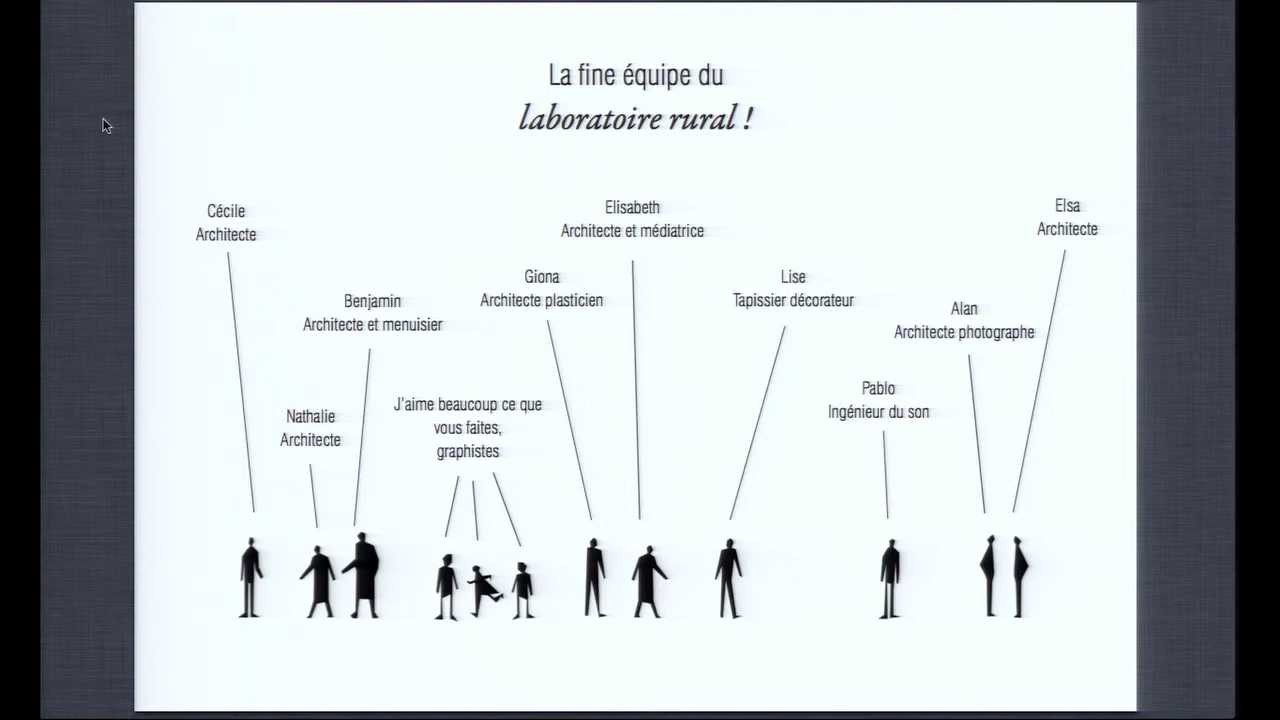 La fine équipe du
laboratoire rural !
Cécile
Architecte
Nathalie
Architecte
Benjamin
Architecte et menuisier
J'aime beaucoup ce que
vous faites,
graphistes
Giona
Architecte plasticien
Elisabeth
Architecte et médiatrice
Lise
Tapissier décorateur
Pablo
Ingénieur du son
Alan
Architecte photographe
Elsa
Architecte